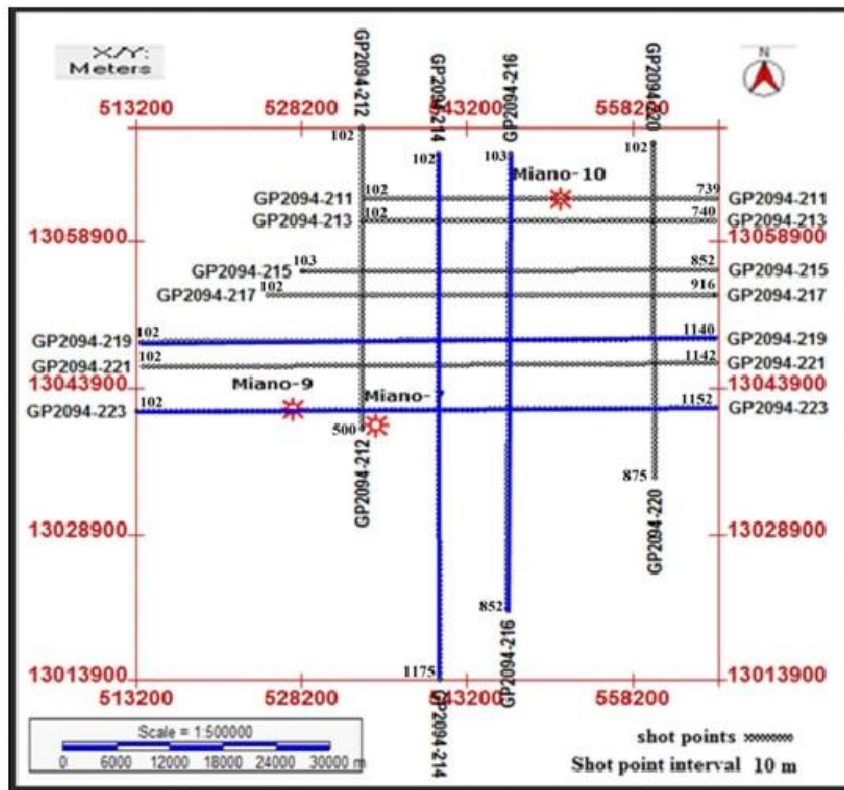 X/Y:
Meters
N
GP2094-212
GP2094-214
GP2094-216
GP2094-220
513200 528200 543200 558200
102 102 103 102
Miano-10
GP2094-211 102 739 GP2094-211
GP2094-213 102 740 GP2094-213
13058900 13058900
GP2094-215 103 852 GP2094-215
GP2094-217 102 916 GP2094-217
GP2094-219 102 1140 GP2094-219
GP2094-221 102 1142 GP2094-221
13043900 13043900
Miano-9 Miano-7
GP2094-223 102 1152 GP2094-223
500
GP2094-212
875
GP2094-220
13028900 13028900
852
GP2094-216
1175
13013900 13013900
513200 528200 543200 558200
GP2094-214
Scale = 1:500000
0 6000 12000 18000 24000 30000 m
shot points
Shot point interval 10 m